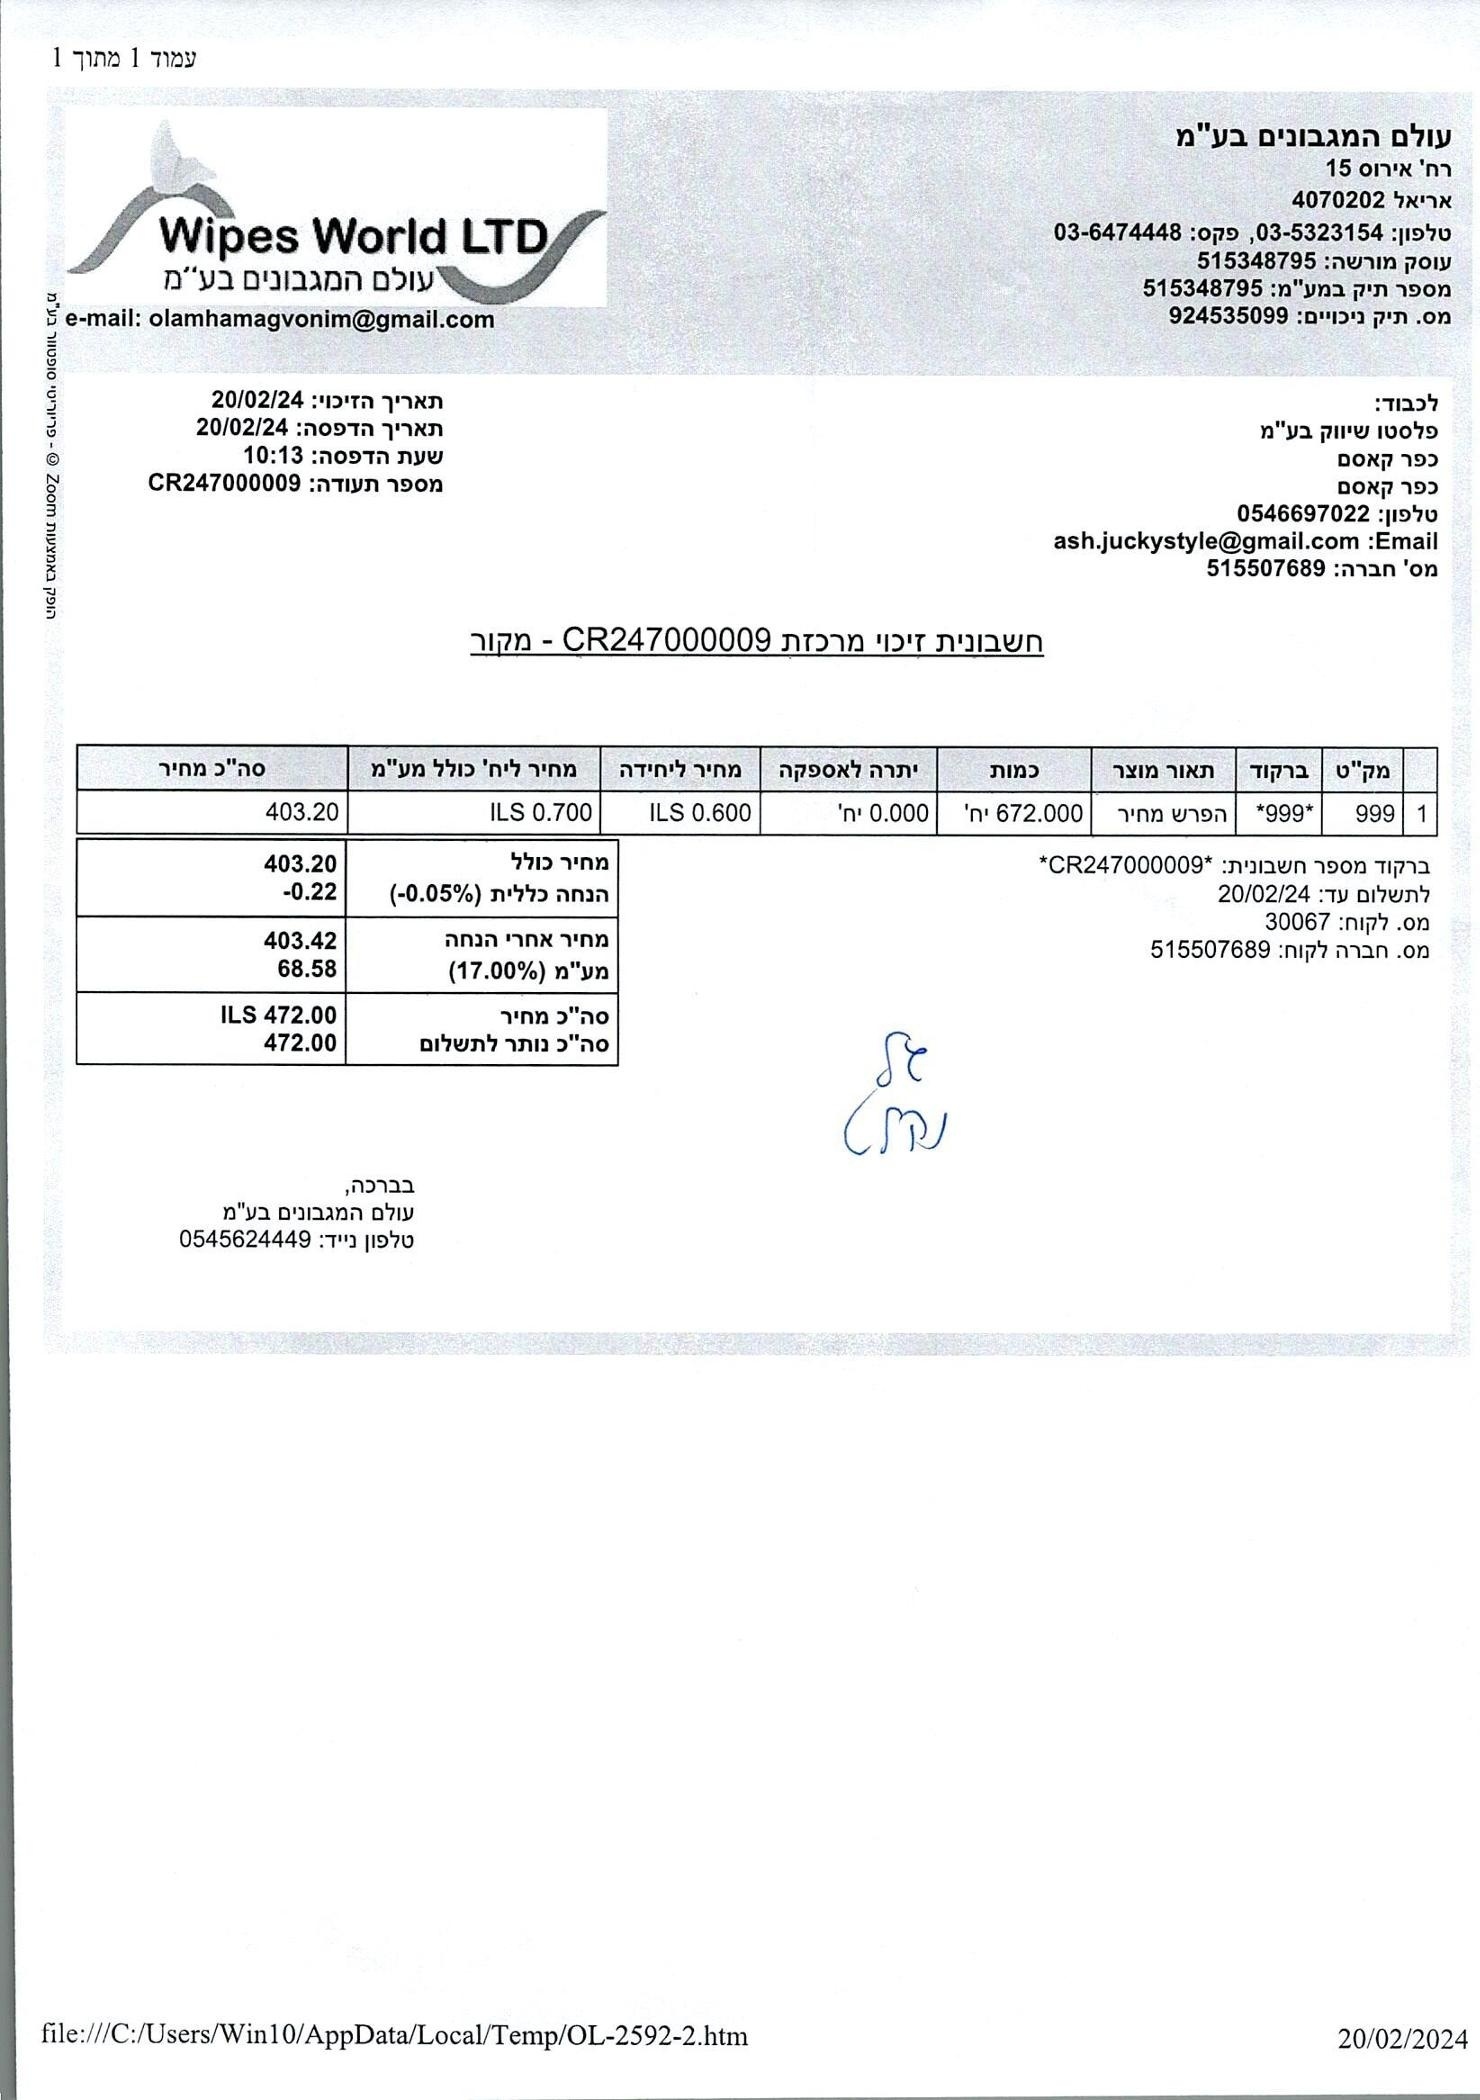 עמוד 1 מתוך 1
עולם המגבונים בע"מ
רח' אירוס 15
אריאל 4070202
טלפון: 03-5323154, פקס: 03-6474448
עוסק מורשה: 515348795
מספר תיק במע"מ: 515348795
מס. תיק ניכויים: 924535099
Wipes World LTD
עולם המגבונים בע"מ
e-mail: olamhamagvonim@gmail.com
הופק באמצעות Zoom © - פריוריטי סופטוור בע"מ
לכבוד:
פלסטו שיווק בע"מ
כפר קאסם
כפר קאסם
טלפון: 0546697022
Email: ash.juckystyle@gmail.com
מס' חברה: 515507689
תאריך הזיכוי: 20/02/24
תאריך הדפסה: 20/02/24
שעת הדפסה: 10:13
מספר תעודה: CR247000009
חשבונית זיכוי מרכזת CR247000009 - מקור
מק"ט ברקוד תאור מוצר כמות יתרה לאספקה מחיר ליחידה מחיר ליח' כולל מע"מ סה"כ מחיר
1 999 *999* הפרש מחיר 672.000 יח' 0.000 יח' ILS 0.600 ILS 0.700 403.20
ברקוד מספר חשבונית: *CR247000009*
לתשלום עד: 20/02/24
מס. לקוח: 30067
מס. חברה לקוח: 515507689
מחיר כולל 403.20
הנחה כללית (-0.05%) -0.22
מחיר אחרי הנחה 403.42
מע"מ (17.00%) 68.58
סה"כ מחיר ILS 472.00
סה"כ נותר לתשלום 472.00
בברכה,
עולם המגבונים בע"מ
טלפון נייד: 0545624449
file:///C:/Users/Win10/AppData/Local/Temp/OL-2592-2.htm
20/02/2024